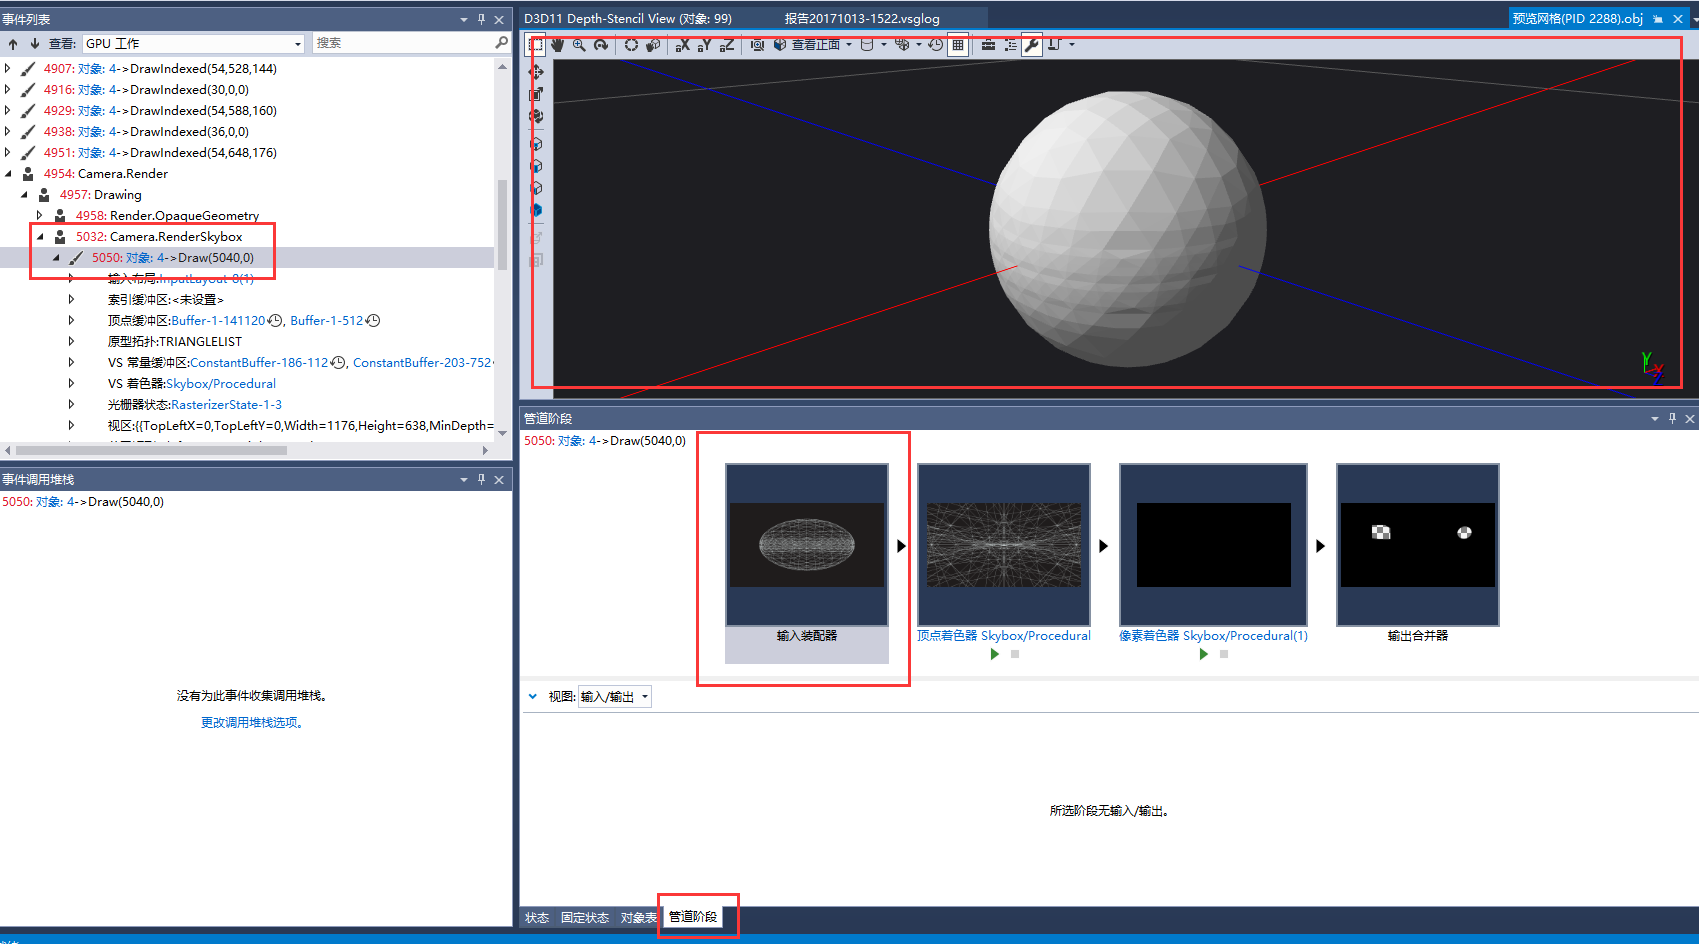 事件列表
查看: GPU 工作 搜索
4907: 对象: 4->DrawIndexed(54,528,144)
4916: 对象: 4->DrawIndexed(30,0,0)
4929: 对象: 4->DrawIndexed(54,588,160)
4938: 对象: 4->DrawIndexed(36,0,0)
4951: 对象: 4->DrawIndexed(54,648,176)
4954: Camera.Render
4957: Drawing
4958: Render.OpaqueGeometry
5032: Camera.RenderSkybox
5050: 对象: 4->Draw(5040,0)
输入布局:InputLayout-8(1)
索引缓冲区:<未设置>
顶点缓冲区:Buffer-1-141120, Buffer-1-512
原型拓扑:TRIANGLELIST
VS 常量缓冲区:ConstantBuffer-186-112, ConstantBuffer-203-752
VS 着色器:Skybox/Procedural
光栅器状态:RasterizerState-1-3
视区:{{TopLeftX=0,TopLeftY=0,Width=1176,Height=638,MinDepth=
事件调用堆栈
5050: 对象: 4->Draw(5040,0)
没有为此事件收集调用堆栈。
更改调用堆栈选项。
D3D11 Depth-Stencil View (对象: 99) 报告20171013-1522.vsglog 预览网格(PID 2288).obj
X Y Z 查看正面
Y
X
Z
管道阶段
5050: 对象: 4->Draw(5040,0)
输入装配器 顶点着色器 Skybox/Procedural 像素着色器 Skybox/Procedural(1) 输出合并器
视图: 输入/输出
所选阶段无输入/输出。
状态 固定状态 对象表 管道阶段